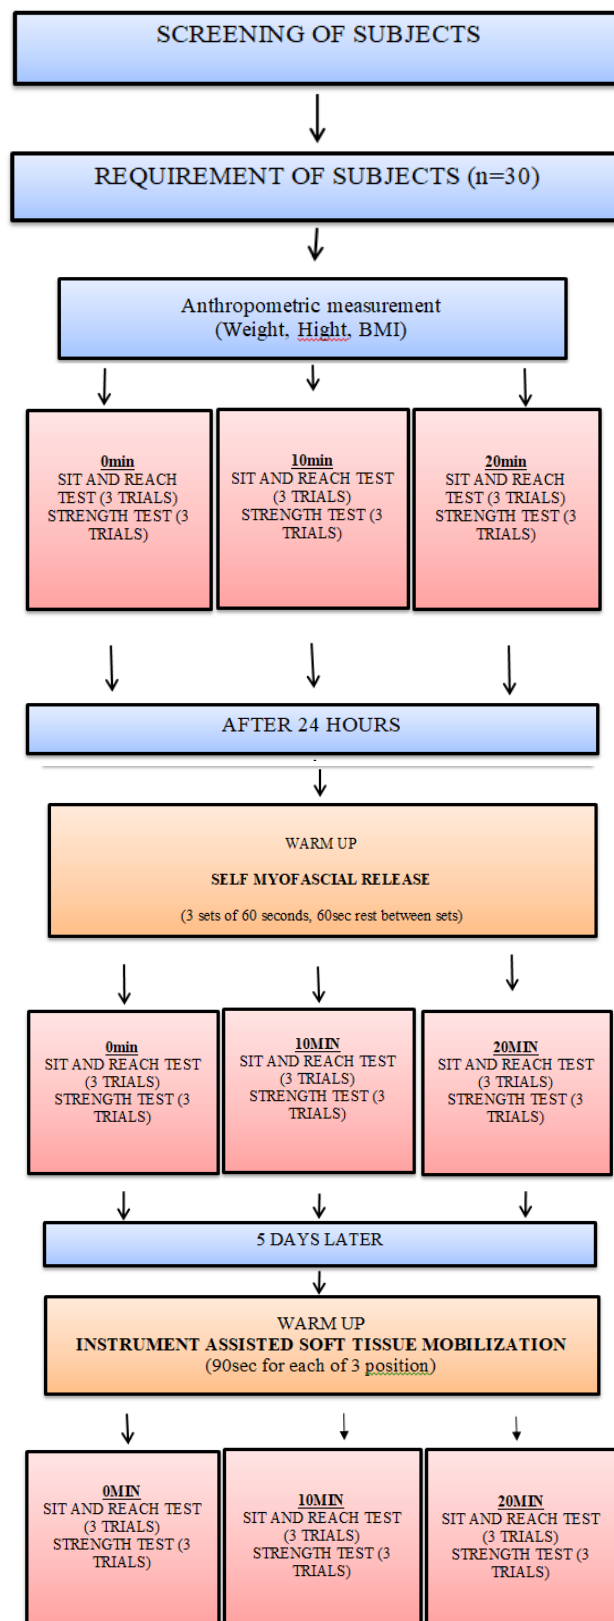 SCREENING OF SUBJECTS
REQUIREMENT OF SUBJECTS (n=30)
Anthropometric measurement
(Weight, Hight, BMI)
0min
SIT AND REACH
TEST (3 TRIALS)
STRENGTH TEST (3
TRIALS)
10min
SIT AND REACH TEST
(3 TRIALS)
STRENGTH TEST (3
TRIALS)
20min
SIT AND REACH
TEST (3 TRIALS)
STRENGTH TEST (3
TRIALS)
AFTER 24 HOURS
WARM UP
SELF MYOFASCIAL RELEASE
(3 sets of 60 seconds, 60sec rest between sets)
0min
SIT AND REACH TEST
(3 TRIALS)
STRENGTH TEST (3
TRIALS)
10MIN
SIT AND REACH TEST
(3 TRIALS)
STRENGTH TEST (3
TRIALS)
20MIN
SIT AND REACH TEST
(3 TRIALS)
STRENGTH TEST (3
TRIALS)
5 DAYS LATER
WARM UP
INSTRUMENT ASSISTED SOFT TISSUE MOBILIZATION
(90sec for each of 3 position)
0MIN
SIT AND REACH TEST
(3 TRIALS)
STRENGTH TEST (3
TRIALS)
10MIN
SIT AND REACH TEST
(3 TRIALS)
STRENGTH TEST (3
TRIALS)
20MIN
SIT AND REACH TEST
(3 TRIALS)
STRENGTH TEST (3
TRIALS)